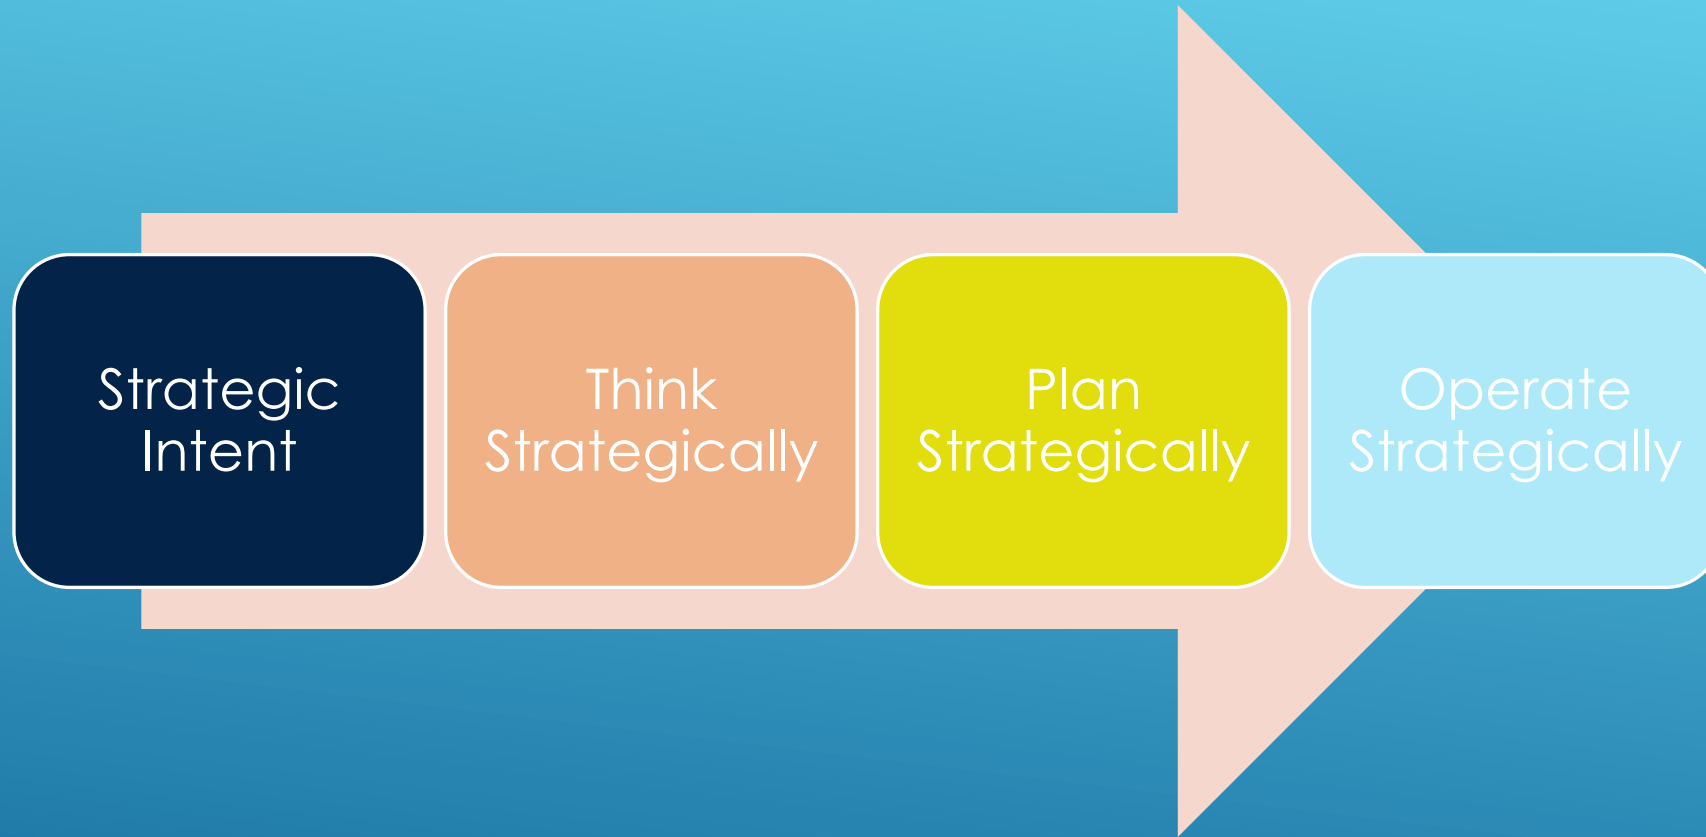 Strategic
Intent
Think
Strategically
Plan
Strategically
Operate
Strategically